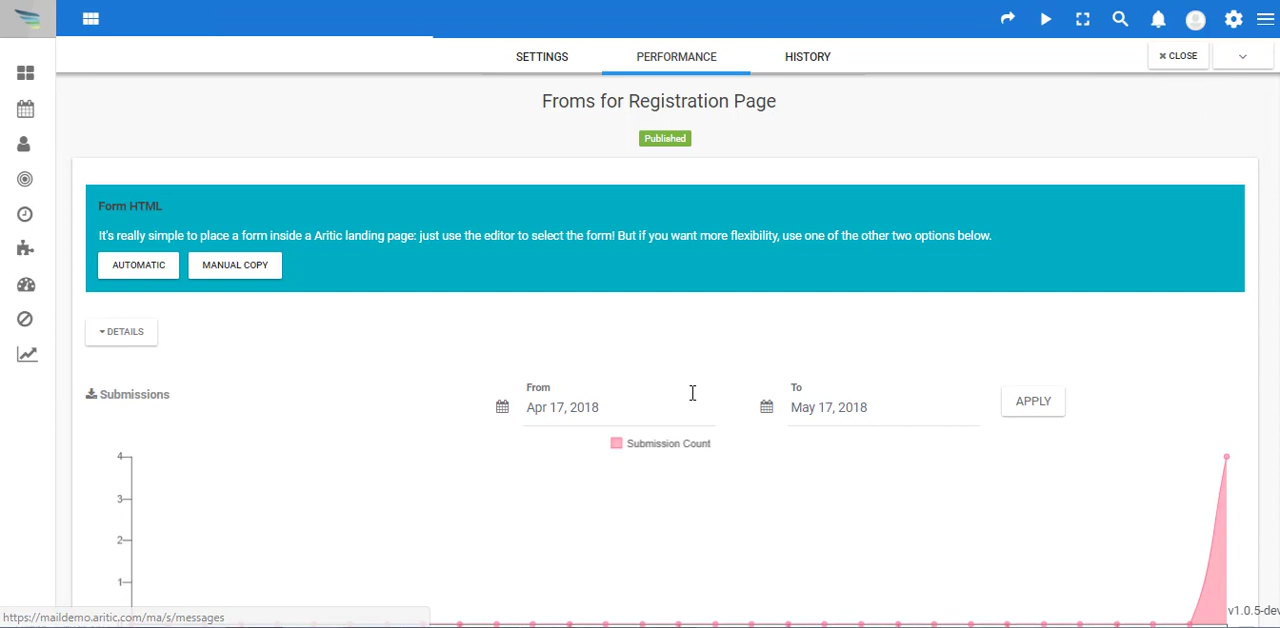 SETTINGS
PERFORMANCE
HISTORY
× CLOSE
Froms for Registration Page
Published
Form HTML
It's really simple to place a form inside a Aritic landing page: just use the editor to select the form! But if you want more flexibility, use one of the other two options below.
AUTOMATIC
MANUAL COPY
DETAILS
Submissions
From
Apr 17, 2018
To
May 17, 2018
APPLY
Submission Count
4
3
2
1
https://maildemo.aritic.com/ma/s/messages
v1.0.5-dev